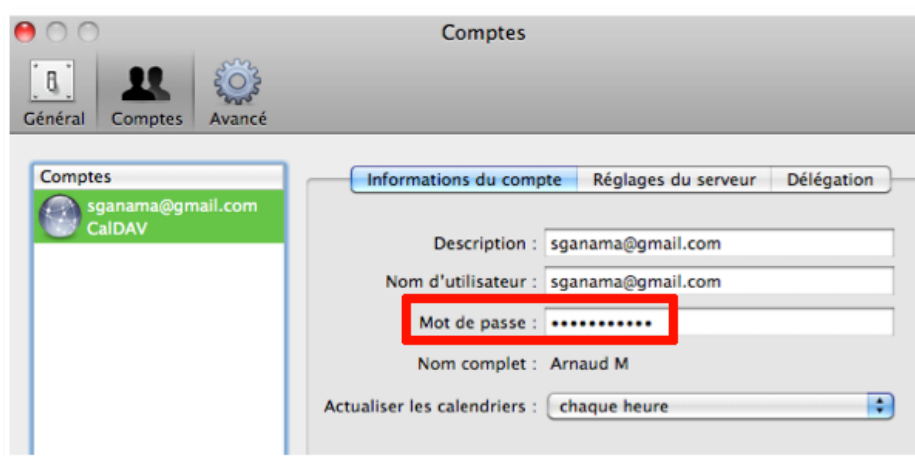 Comptes
Général Comptes Avancé
Comptes
sganama@gmail.com
CalDAV
Informations du compte Réglages du serveur Délégation
Description : sganama@gmail.com
Nom d'utilisateur : sganama@gmail.com
Mot de passe : •••••••••••
Nom complet : Arnaud M
Actualiser les calendriers : chaque heure